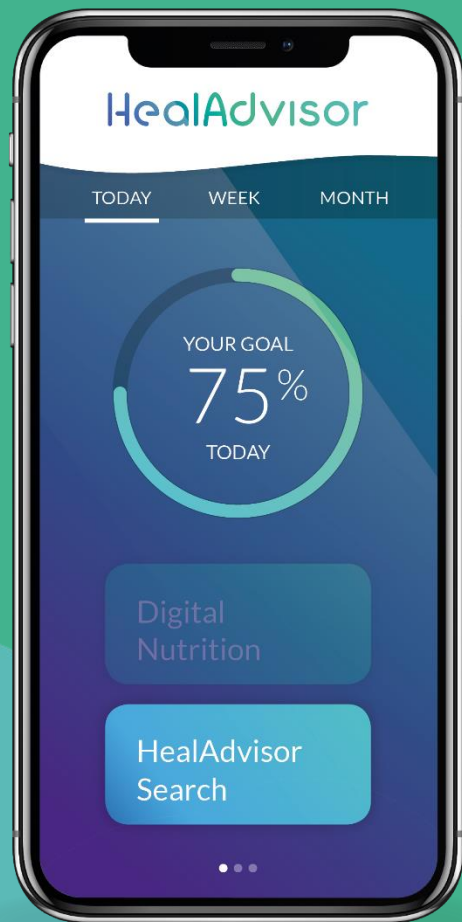 HealAdvisor
TODAY WEEK MONTH
YOUR GOAL
75%
TODAY
Digital
Nutrition
HealAdvisor
Search